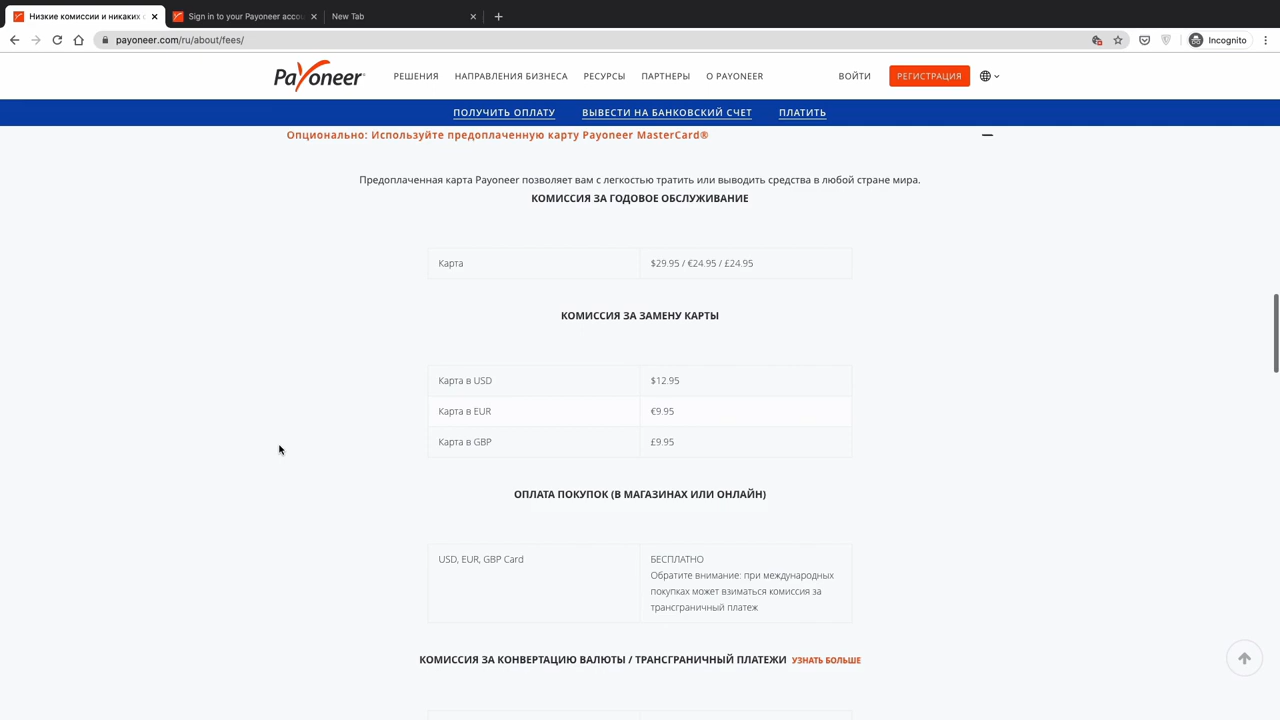 Низкие комиссии и никаких с
Sign in to your Payoneer accou
New Tab
payoneer.com/ru/about/fees/
Incognito
Payoneer
РЕШЕНИЯ
НАПРАВЛЕНИЯ БИЗНЕСА
РЕСУРСЫ
ПАРТНЕРЫ
О PAYONEER
ВОЙТИ
РЕГИСТРАЦИЯ
ПОЛУЧИТЬ ОПЛАТУ
ВЫВЕСТИ НА БАНКОВСКИЙ СЧЕТ
ПЛАТИТЬ
Опционально: Используйте предоплаченную карту Payoneer MasterCard®
Предоплаченная карта Payoneer позволяет вам с легкостью тратить или выводить средства в любой стране мира.
КОМИССИЯ ЗА ГОДОВОЕ ОБСЛУЖИВАНИЕ
Карта
$29.95 / €24.95 / £24.95
КОМИССИЯ ЗА ЗАМЕНУ КАРТЫ
Карта в USD
$12.95
Карта в EUR
€9.95
Карта в GBP
£9.95
ОПЛАТА ПОКУПОК (В МАГАЗИНАХ ИЛИ ОНЛАЙН)
USD, EUR, GBP Card
БЕСПЛАТНО
Обратите внимание: при международных
покупках может взиматься комиссия за
трансграничный платеж
КОМИССИЯ ЗА КОНВЕРТАЦИЮ ВАЛЮТЫ / ТРАНСГРАНИЧНЫЙ ПЛАТЕЖИ УЗНАТЬ БОЛЬШЕ